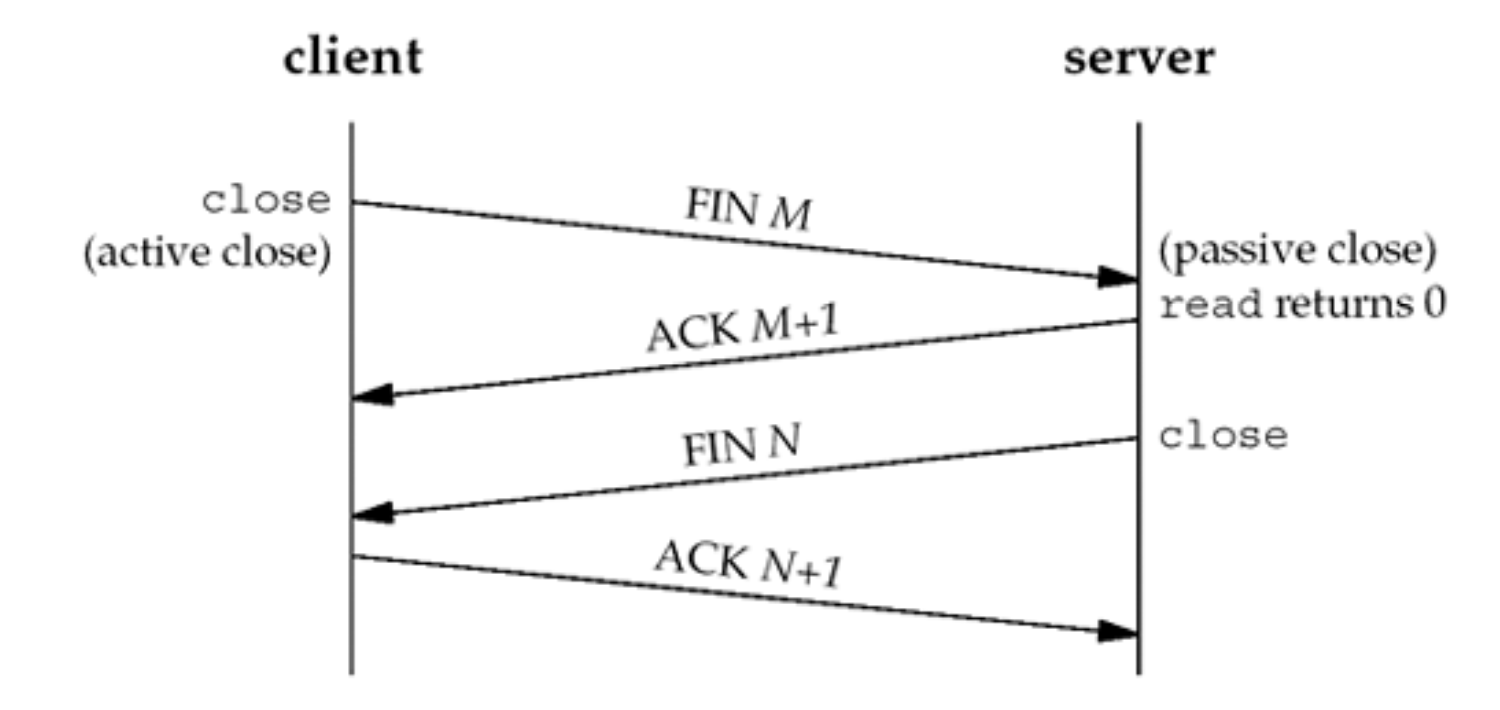 client
server
close
(active close)
FIN M
(passive close)
read returns 0
ACK M+1
FIN N
close
ACK N+1